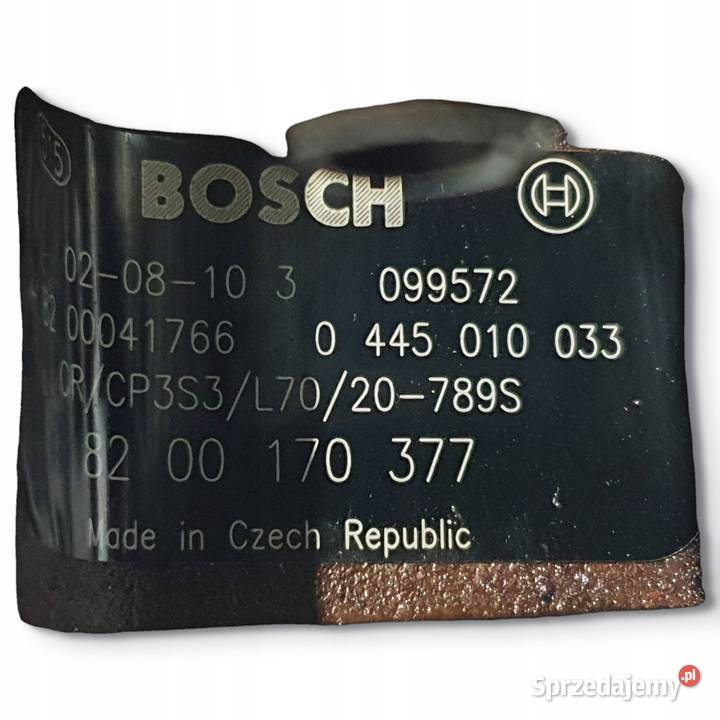 BOSCH
02-08-10 3 099572
00041766 0 445 010 033
CR/CP3S3/L70/20-789S
82 00 170 377
Made in Czech Republic
Sprzedajemy.pl